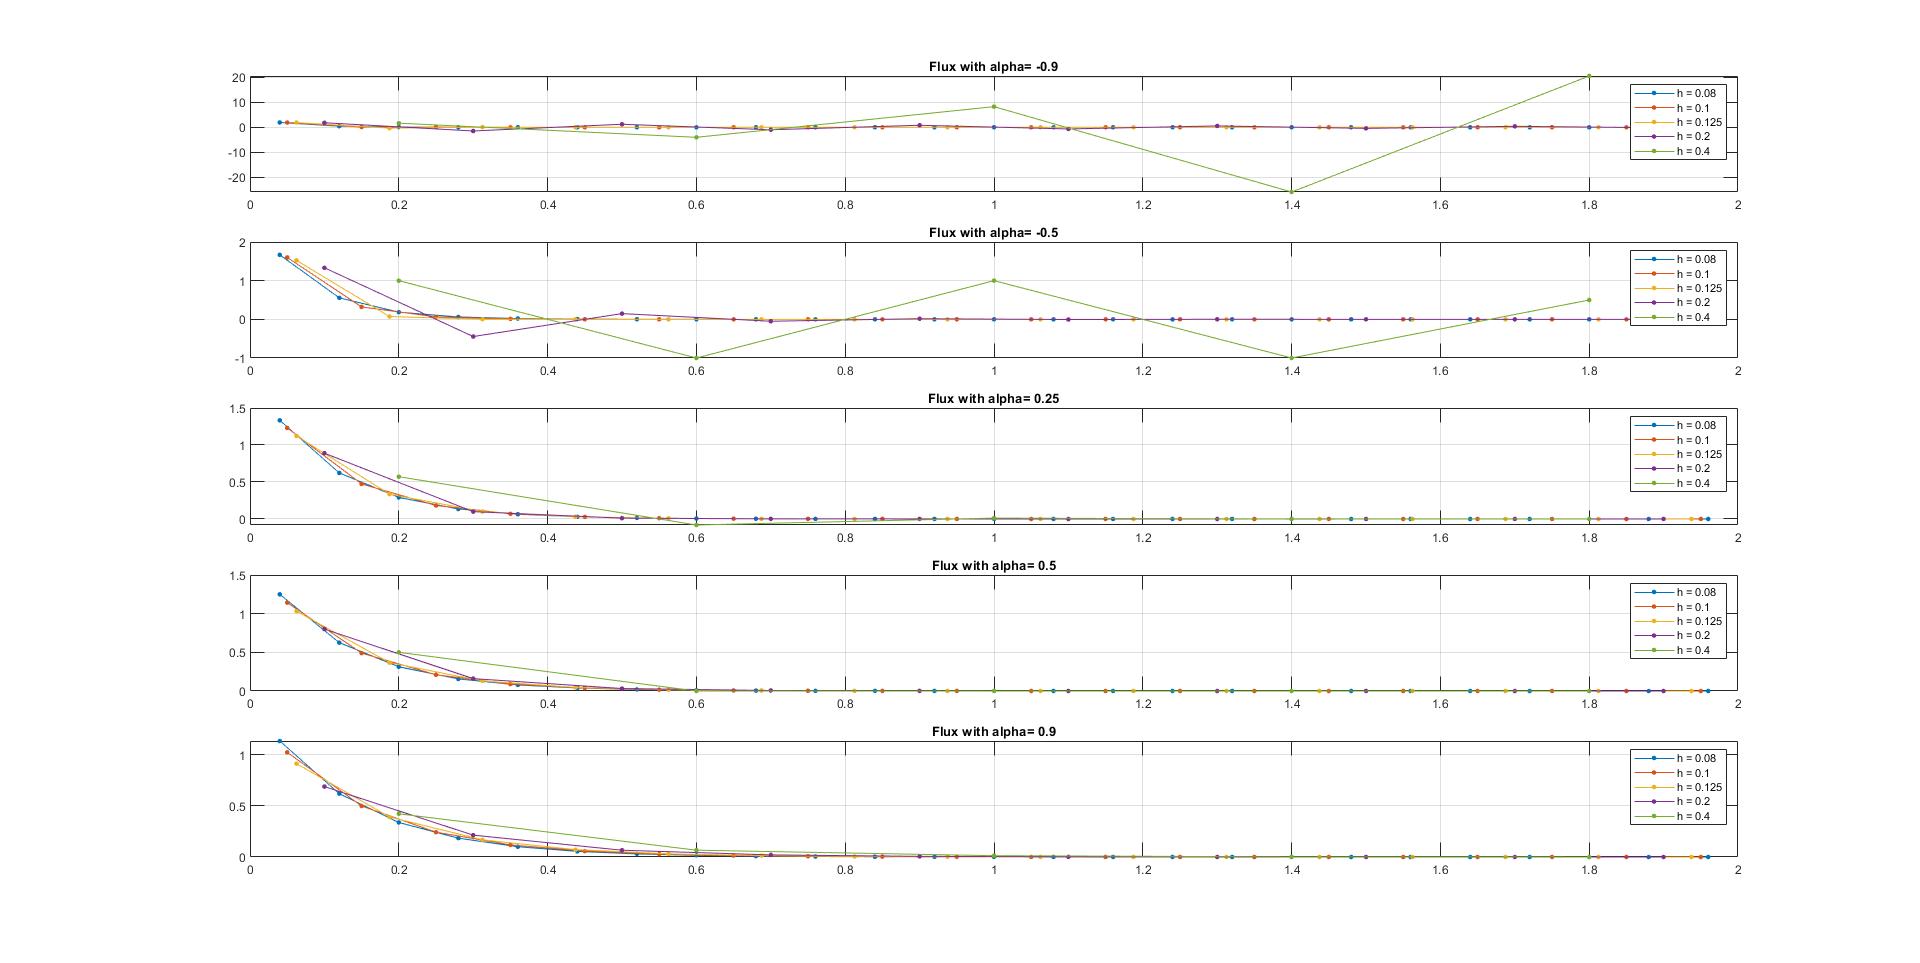 Flux with alpha= -0.9
20
10
0
-10
-20
0 0.2 0.4 0.6 0.8 1 1.2 1.4 1.6 1.8 2
h = 0.08
h = 0.1
h = 0.125
h = 0.2
h = 0.4
Flux with alpha= -0.5
2
1
0
-1
0 0.2 0.4 0.6 0.8 1 1.2 1.4 1.6 1.8 2
h = 0.08
h = 0.1
h = 0.125
h = 0.2
h = 0.4
Flux with alpha= 0.25
1.5
1
0.5
0
0 0.2 0.4 0.6 0.8 1 1.2 1.4 1.6 1.8 2
h = 0.08
h = 0.1
h = 0.125
h = 0.2
h = 0.4
Flux with alpha= 0.5
1.5
1
0.5
0
0 0.2 0.4 0.6 0.8 1 1.2 1.4 1.6 1.8 2
h = 0.08
h = 0.1
h = 0.125
h = 0.2
h = 0.4
Flux with alpha= 0.9
1
0.5
0
0 0.2 0.4 0.6 0.8 1 1.2 1.4 1.6 1.8 2
h = 0.08
h = 0.1
h = 0.125
h = 0.2
h = 0.4